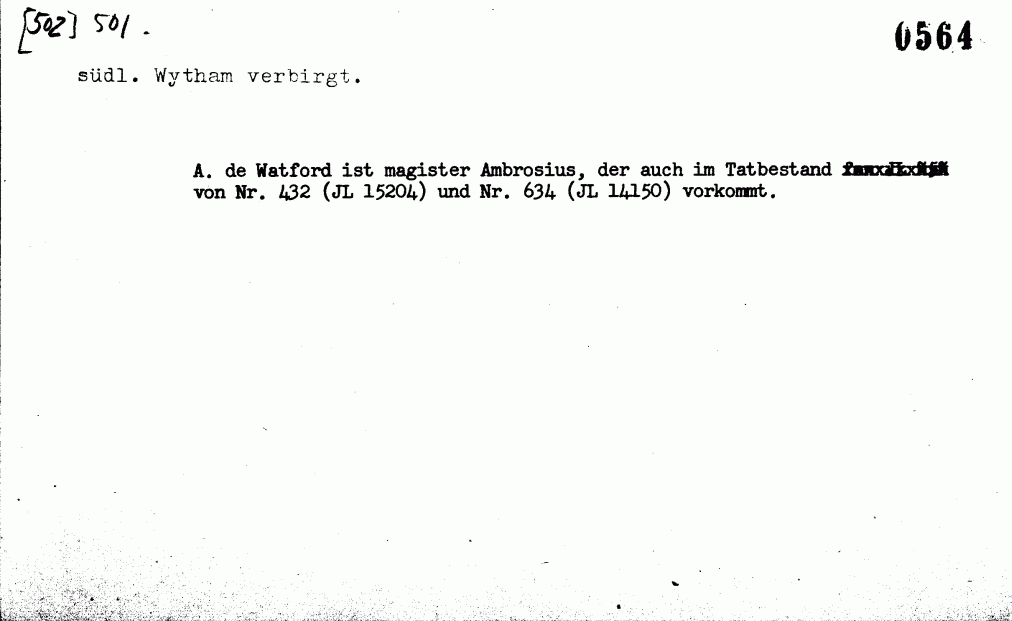 [502] 501.
0564
südl. Wytham verbirgt.
A. de Watford ist magister Ambrosius, der auch im Tatbestand
von Nr. 432 (JL 15204) und Nr. 634 (JL 14150) vorkommt.